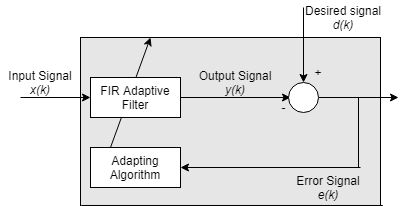 Desired signal
d(k)
Input Signal
x(k)
FIR Adaptive
Filter
Output Signal
y(k)
+
-
Adapting
Algorithm
Error Signal
e(k)